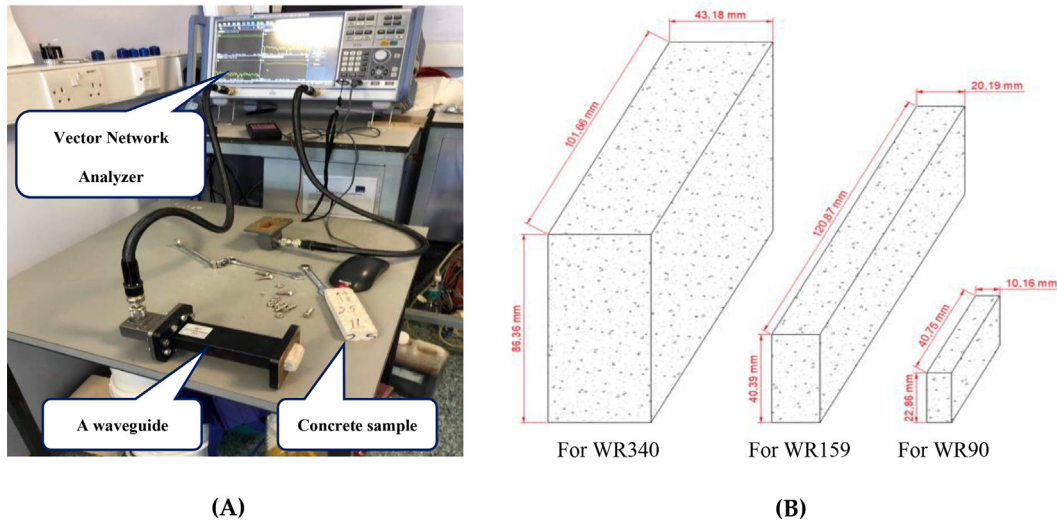 Vector Network
Analyzer
A waveguide
Concrete sample
(A)
43,18 mm
101,66 mm
86,36 mm
For WR340
20,19 mm
120,87 mm
40,39 mm
For WR159
10,16 mm
40,75 mm
22,86 mm
For WR90
(B)